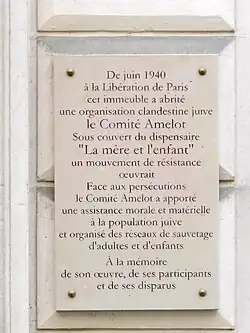 De juin 1940
à la Libération de Paris
cet immeuble a abrité
une organisation clandestine juive
le Comité Amelot
Sous couvert du dispensaire
"La mère et l'enfant"
un mouvement de résistance
œuvrait
Face aux persécutions
le Comité Amelot a apporté
une assistance morale et matérielle
à la population juive
et organisé des réseaux de sauvetage
d'adultes et d'enfants
À la mémoire
de son œuvre, de ses participants
et de ses disparus